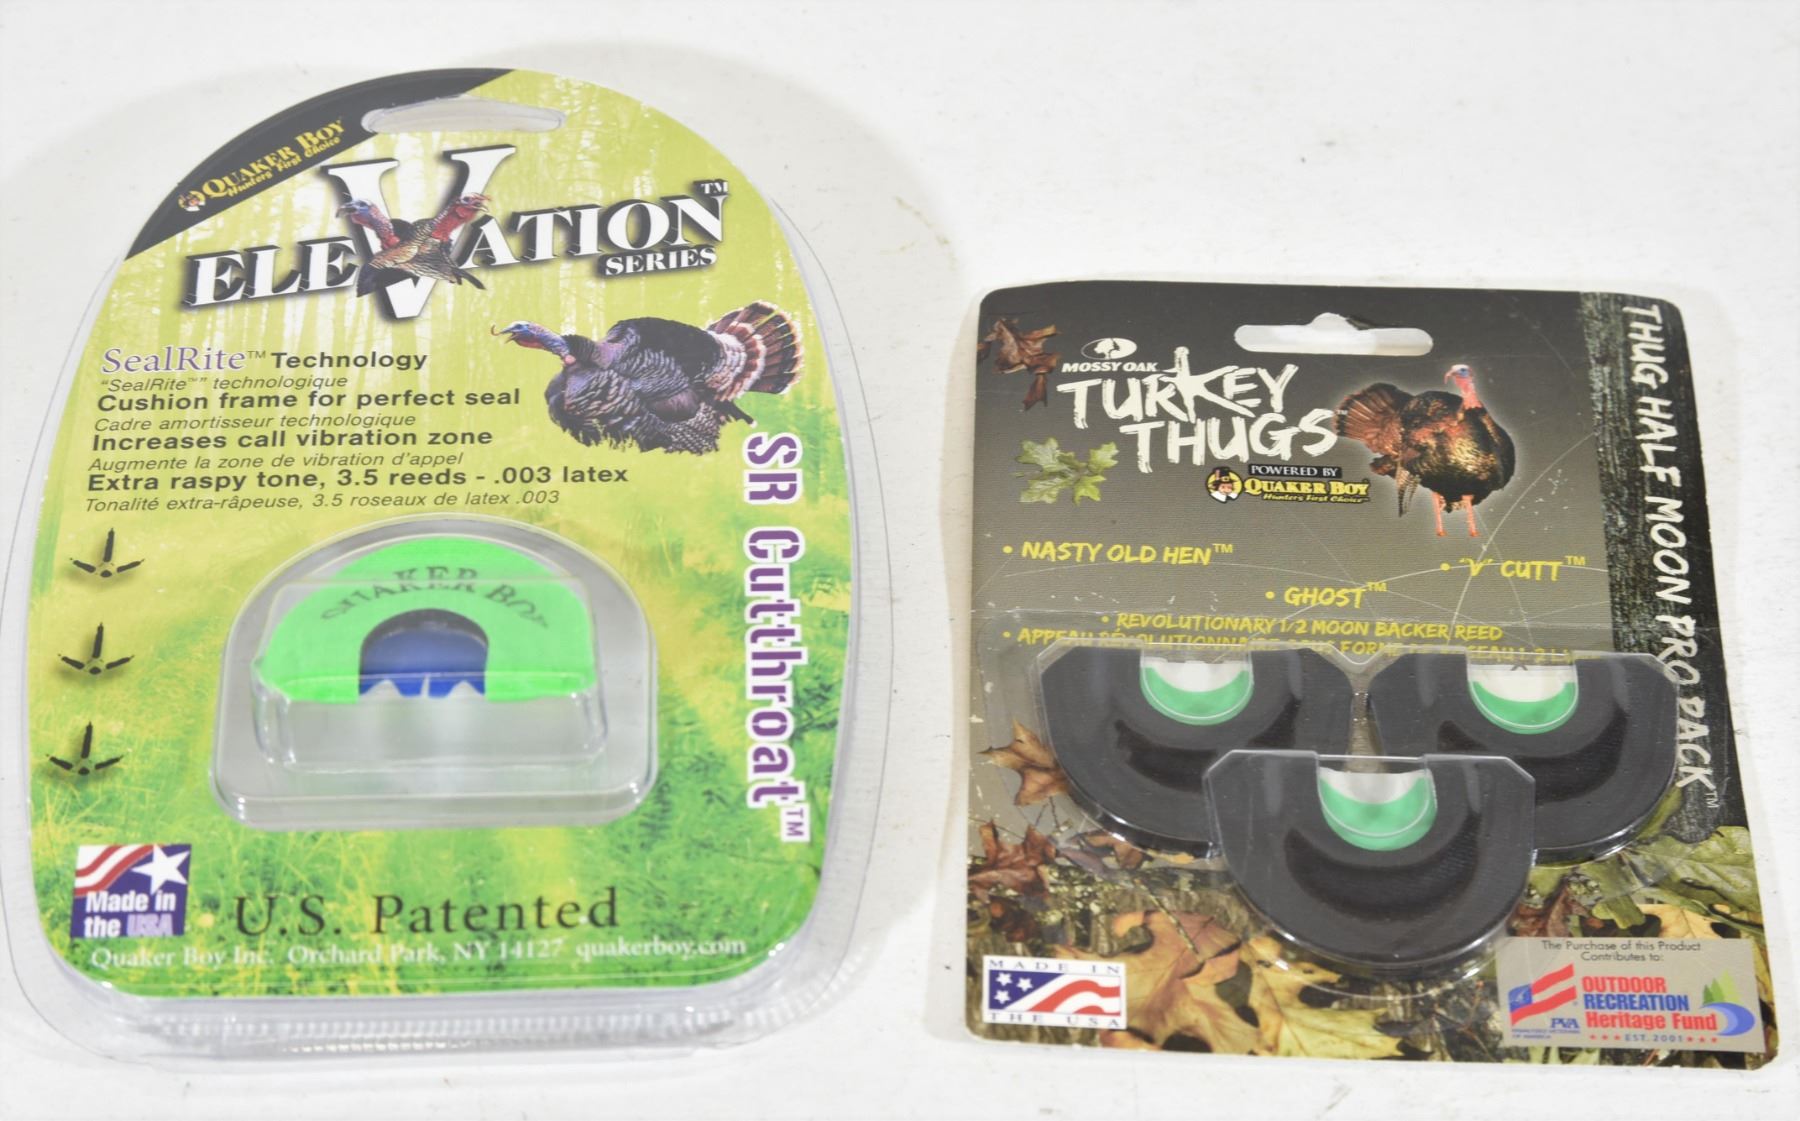 QUAKER BOY
Hunters' First Choice
ELEVATION™
SERIES
SealRite™ Technology
"SealRite™" technologique
Cushion frame for perfect seal
Cadre amortisseur technologique
Increases call vibration zone
Augmente la zone de vibration d'appel
Extra raspy tone, 3.5 reeds - .003 latex
Tonalité extra-râpeuse, 3.5 roseaux de latex .003
SR Cutthroat™
QUAKER BOY
Made in
the USA
U.S. Patented
Quaker Boy Inc. Orchard Park, NY 14127 quakerboy.com
MOSSY OAK
TURKEY
THUGS™
POWERED BY
QUAKER BOY
Hunters First Choice
THUG HALF MOON PRO PACK™
• NASTY OLD HEN™
• "V" CUTT™
• GHOST™
• REVOLUTIONARY 1/2 MOON BACKER REED
• APPEAU RÉVOLUTIONNAIRE
MADE IN
THE USA
The Purchase of this Product
Contributes to:
PVA
OUTDOOR
RECREATION
Heritage Fund
EST. 2001